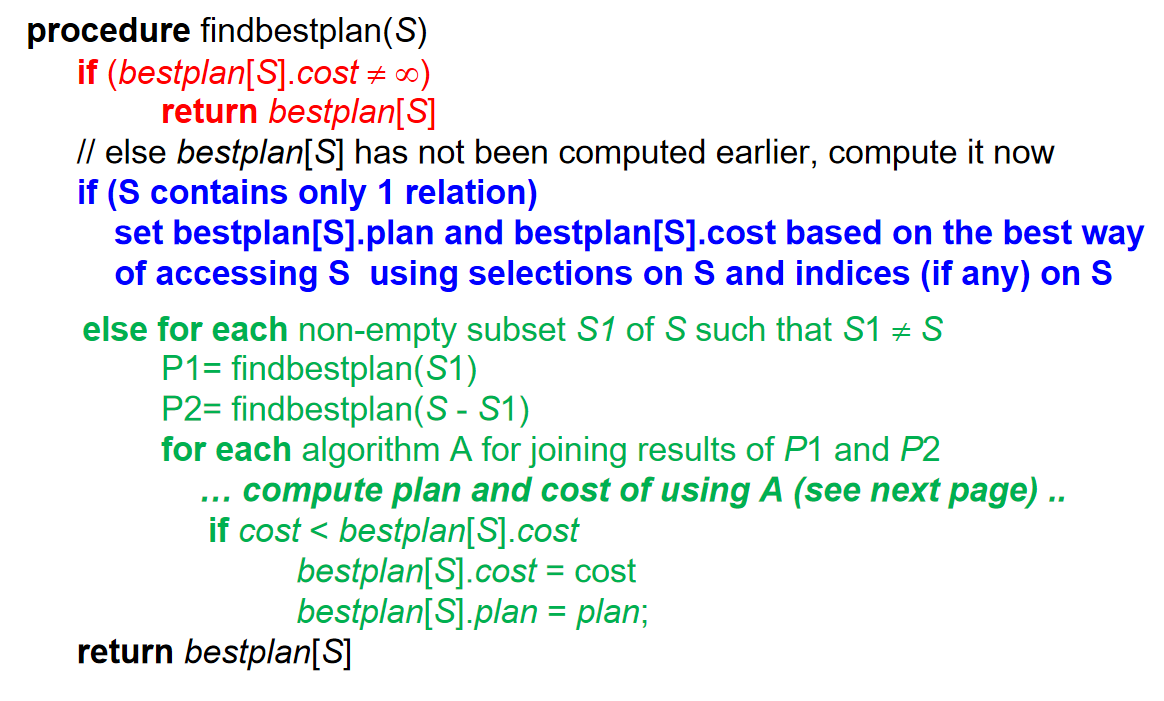 procedure findbestplan(S)
if (bestplan[S].cost ≠ ∞)
return bestplan[S]
// else bestplan[S] has not been computed earlier, compute it now
if (S contains only 1 relation)
set bestplan[S].plan and bestplan[S].cost based on the best way
of accessing S using selections on S and indices (if any) on S
else for each non-empty subset S1 of S such that S1 ≠ S
P1= findbestplan(S1)
P2= findbestplan(S - S1)
for each algorithm A for joining results of P1 and P2
... compute plan and cost of using A (see next page) ..
if cost < bestplan[S].cost
bestplan[S].cost = cost
bestplan[S].plan = plan;
return bestplan[S]